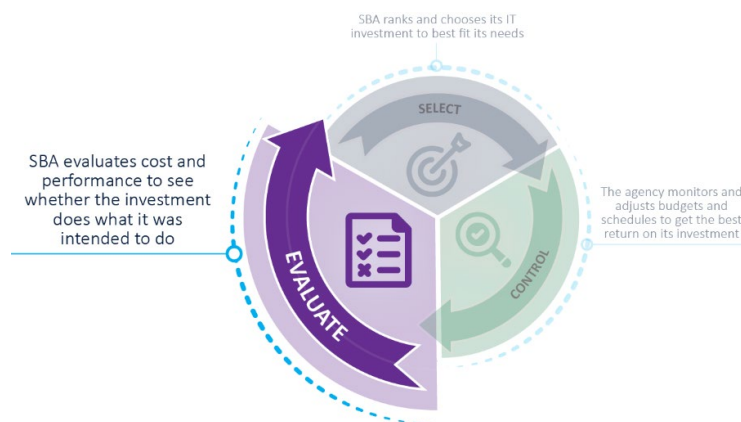 SBA ranks and chooses its IT
investment to best fit its needs
SELECT
SBA evaluates cost and
performance to see
whether the investment
does what it was
intended to do
The agency monitors and
adjusts budgets and
schedules to get the best
return on its investment
EVALUATE
CONTROL